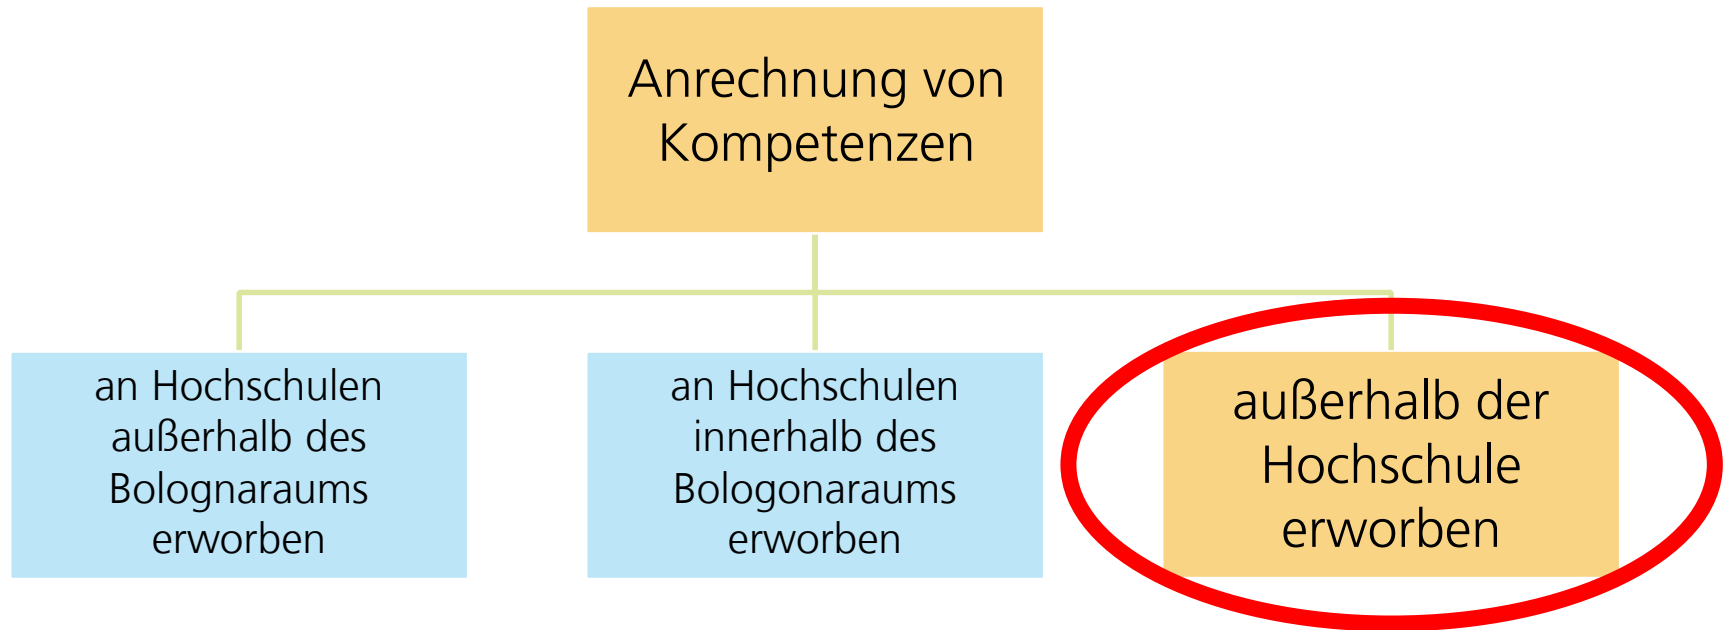 Anrechnung von
Kompetenzen
an Hochschulen
außerhalb des
Bolognaraums
erworben
an Hochschulen
innerhalb des
Bologonaraums
erworben
außerhalb der
Hochschule
erworben